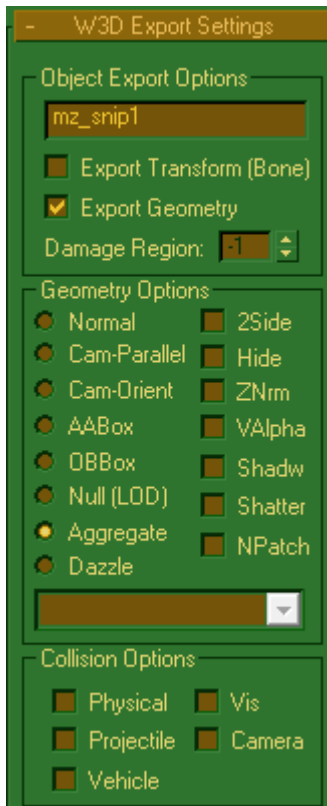 - W3D Export Settings
Object Export Options
mz_snip1
Export Transform (Bone)
Export Geometry
Damage Region: -1
Geometry Options
Normal 2Side
Cam-Parallel Hide
Cam-Orient ZNrm
AABox VAlpha
OBBox Shadw
Null (LOD) Shatter
Aggregate NPatch
Dazzle
Collision Options
Physical Vis
Projectile Camera
Vehicle